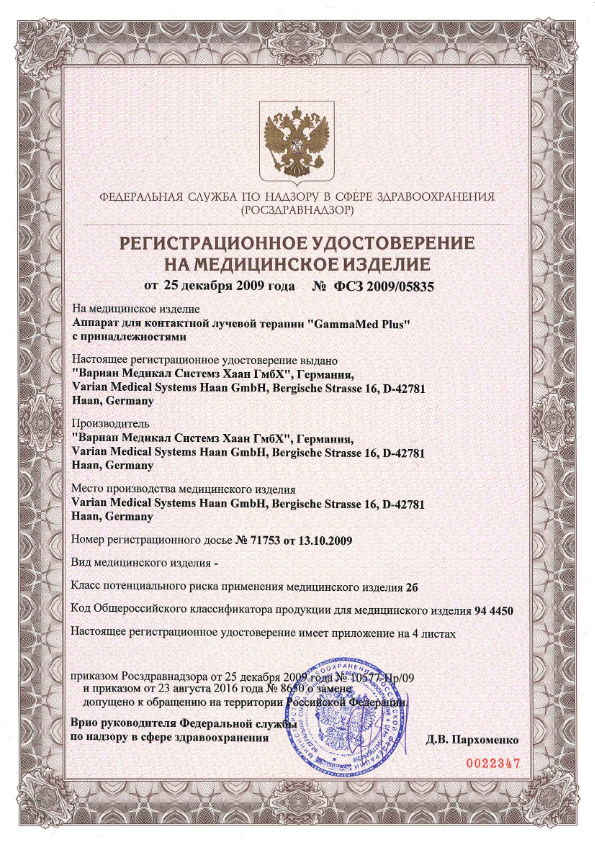 ФЕДЕРАЛЬНАЯ СЛУЖБА ПО НАДЗОРУ В СФЕРЕ ЗДРАВООХРАНЕНИЯ
(РОСЗДРАВНАДЗОР)
РЕГИСТРАЦИОННОЕ УДОСТОВЕРЕНИЕ
НА МЕДИЦИНСКОЕ ИЗДЕЛИЕ
от 25 декабря 2009 года № ФСЗ 2009/05835
На медицинское изделие
Аппарат для контактной лучевой терапии "GammaMed Plus"
с принадлежностями
Настоящее регистрационное удостоверение выдано
"Вариан Медикал Системз Хаан ГмбХ", Германия,
Varian Medical Systems Haan GmbH, Bergische Strasse 16, D-42781
Haan, Germany
Производитель
"Вариан Медикал Системз Хаан ГмбХ", Германия,
Varian Medical Systems Haan GmbH, Bergische Strasse 16, D-42781
Haan, Germany
Место производства медицинского изделия
Varian Medical Systems Haan GmbH, Bergische Strasse 16, D-42781
Haan, Germany
Номер регистрационного досье № 71753 от 13.10.2009
Вид медицинского изделия -
Класс потенциального риска применения медицинского изделия 2б
Код Общероссийского классификатора продукции для медицинского изделия 94 4450
Настоящее регистрационное удостоверение имеет приложение на 4 листах
приказом Росздравнадзора от 25 декабря 2009 года № 10577-Пр/09
и приказом от 23 августа 2016 года № 8650 о замене
допущено к обращению на территории Российской Федерации.
Врио руководителя Федеральной службы
по надзору в сфере здравоохранения
Д.В. Пархоменко
0022347